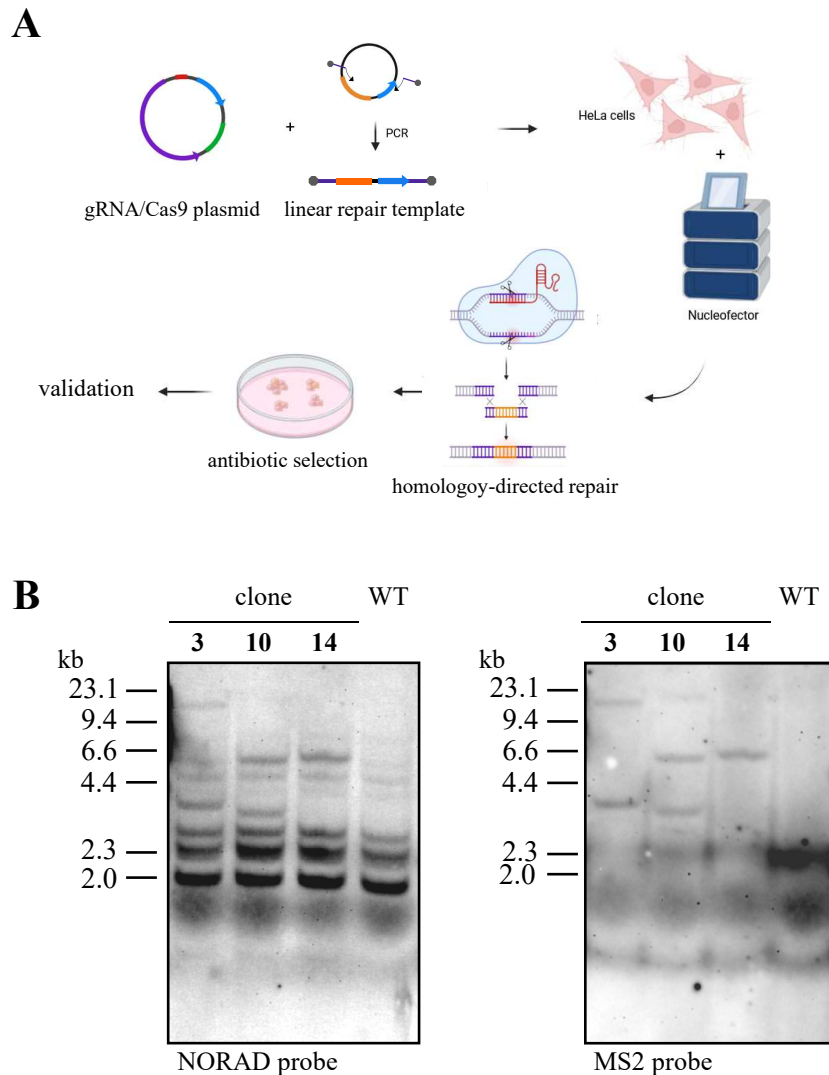 A
+
PCR
gRNA/Cas9 plasmid
linear repair template
HeLa cells
+
Nucleofector
validation
antibiotic selection
homologoy-directed repair
B
clone WT
3 10 14
kb
23.1
9.4
6.6
4.4
2.3
2.0
NORAD probe
clone WT
3 10 14
kb
23.1
9.4
6.6
4.4
2.3
2.0
MS2 probe